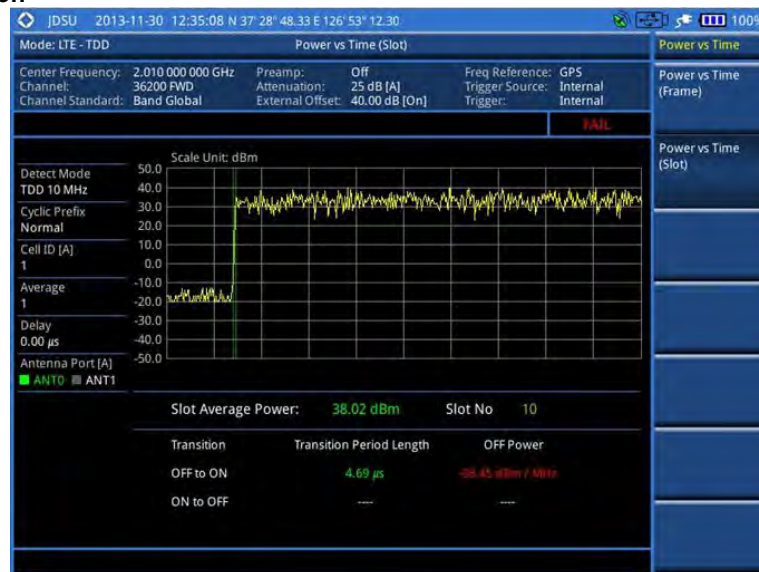 JDSU 2013-11-30 12:35:08 N 37° 28" 48.33 E 126° 53" 12.30 100%
Mode: LTE - TDD Power vs Time (Slot) Power vs Time
Center Frequency: 2.010 000 000 GHz Preamp: Off Freq Reference: GPS
Channel: 36200 FWD Attenuation: 25 dB [A] Trigger Source: Internal
Channel Standard: Band Global External Offset: 40.00 dB [On] Trigger: Internal
Power vs Time
(Frame)
FAIL
Power vs Time
(Slot)
Scale Unit: dBm
Detect Mode
TDD 10 MHz
Cyclic Prefix
Normal
Cell ID [A]
1
Average
1
Delay
0.00 µs
Antenna Port [A]
ANT0 ANT1
50.0
40.0
30.0
20.0
10.0
0.0
-10.0
-20.0
-30.0
-40.0
-50.0
Slot Average Power: 38.02 dBm Slot No 10
Transition Transition Period Length OFF Power
OFF to ON 4.69 µs -38.45 dBm / MHz
ON to OFF ---- ----